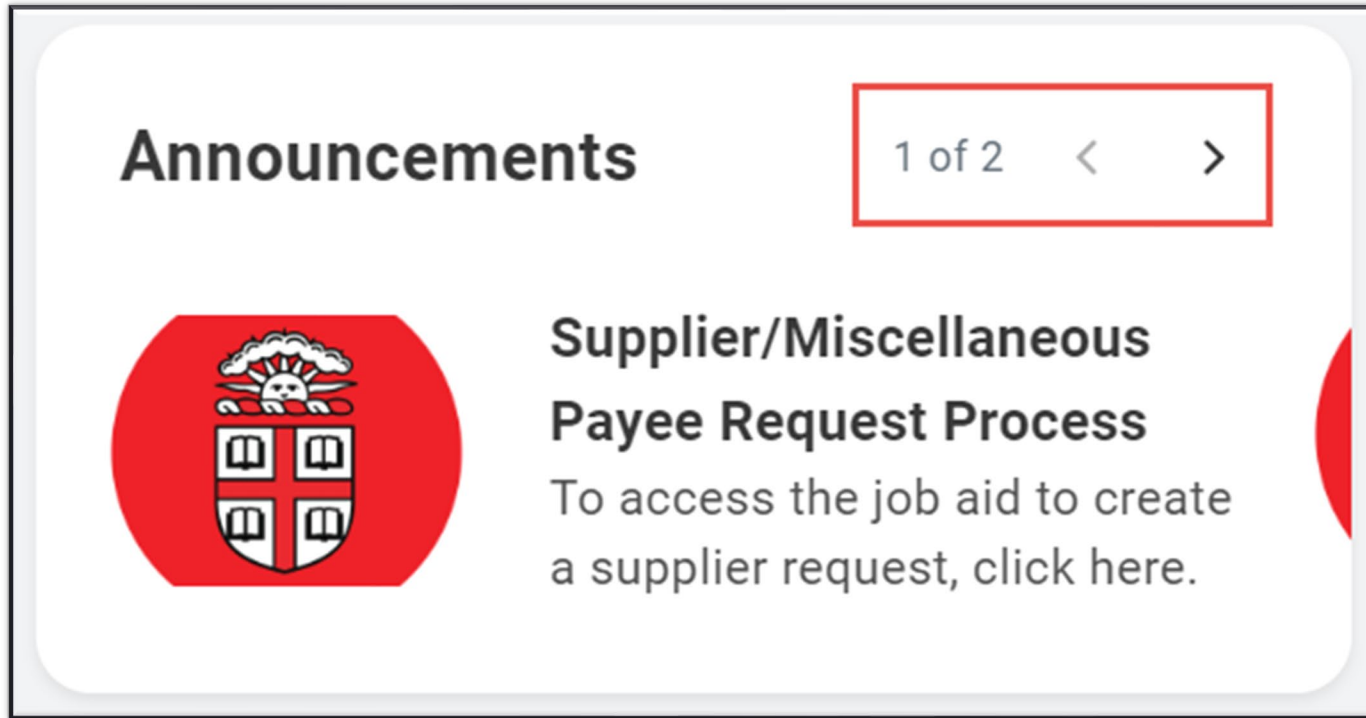 Announcements
1 of 2
Supplier/Miscellaneous
Payee Request Process
To access the job aid to create
a supplier request, click here.